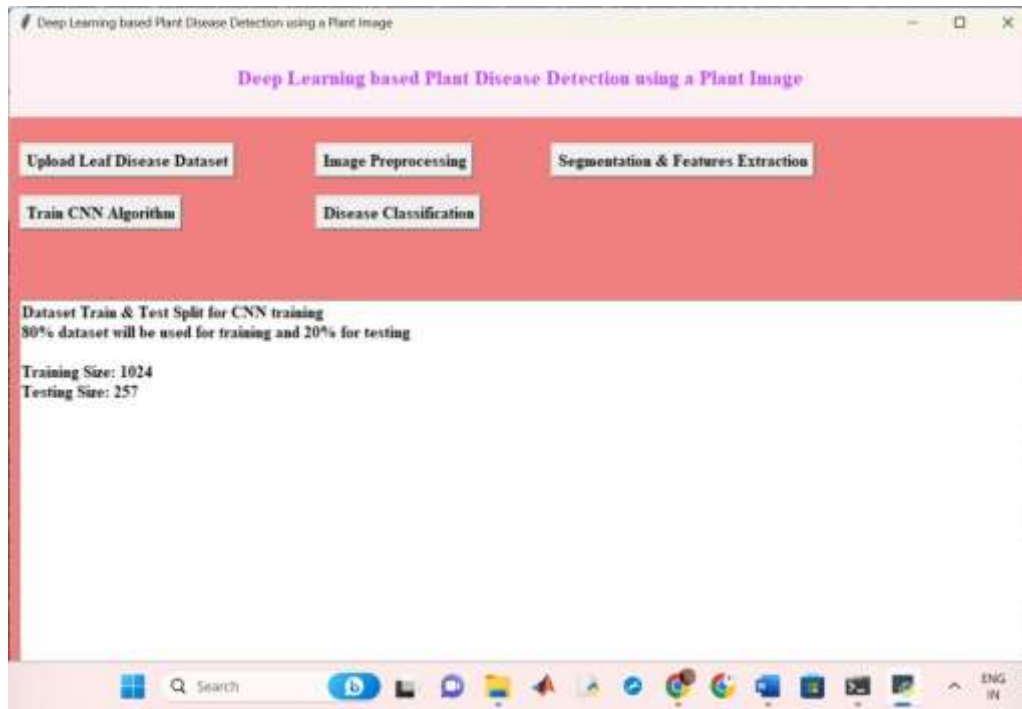 Deep Learning based Plant Disease Detection using a Plant Image
Deep Learning based Plant Disease Detection using a Plant Image
Upload Leaf Disease Dataset
Image Preprocessing
Segmentation & Features Extraction
Train CNN Algorithm
Disease Classification
Dataset Train & Test Split for CNN training
80% dataset will be used for training and 20% for testing
Training Size: 1024
Testing Size: 257
Search
ENG
IN